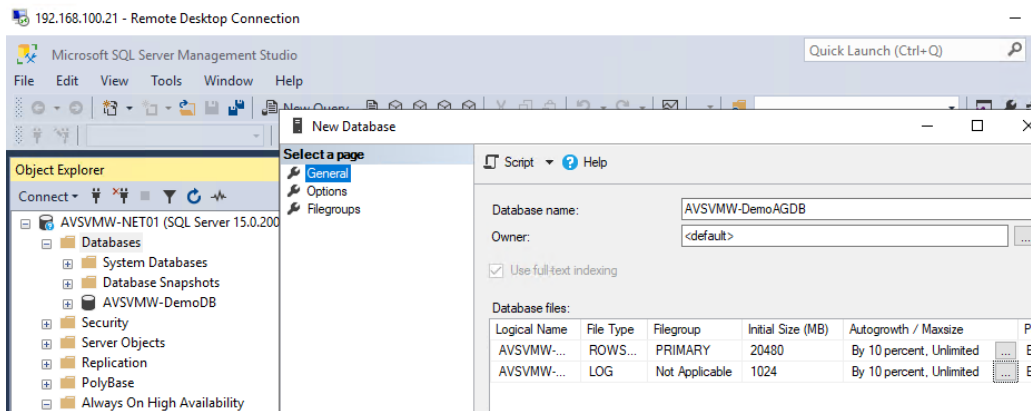 192.168.100.21 - Remote Desktop Connection
Microsoft SQL Server Management Studio
Quick Launch (Ctrl+Q)
File Edit View Tools Window Help
New Query
New Database
Select a page
General
Options
Filegroups
Script Help
Object Explorer
Connect
AVSVMW-NET01 (SQL Server 15.0.200
Databases
System Databases
Database Snapshots
AVSVMW-DemoDB
Security
Server Objects
Replication
PolyBase
Always On High Availability
Database name: AVSVMW-DemoAGDB
Owner: <default> ...
Use full-text indexing
Database files:
Logical Name File Type Filegroup Initial Size (MB) Autogrowth / Maxsize P
AVSVMW-... ROWS... PRIMARY 20480 By 10 percent, Unlimited ...
AVSVMW-... LOG Not Applicable 1024 By 10 percent, Unlimited ...